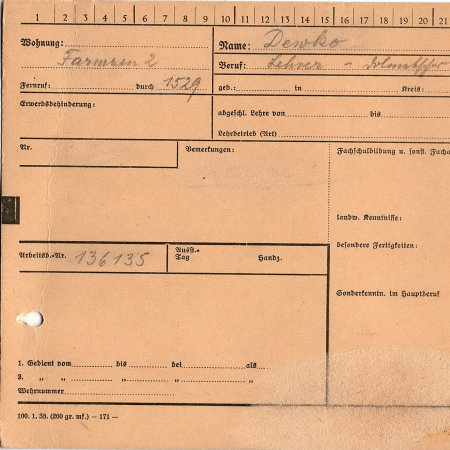 1 2 3 4 5 6 7 8 9 10 11 12 13 14 15 16 17 18 19 20 21
Wohnung:
Farmsen 2
Name: Dewko
Beruf: Lehrer - Dolmetscher
Fernruf: durch 1529
geb.: in Kreis:
Erwerbsbehinderung:
abgeschl. Lehre von bis
Lehrbetrieb (Art)
Nr.
Bemerkungen:
Fachschulbildung u. sonst. Facha
landw. Kenntnisse:
besondere Fertigkeiten:
Arbeitsb.-Nr. 136135
Ausst.-
Tag
Handz.
Sonderkenntn. im Hauptberuf
1. Gedient vom bis bei als
2. " " " " "
Wehrnummer
100. 1. 38. (260 gr. mf.) – 171 –